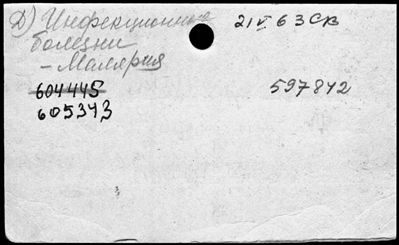 Д) Инфекционные 21 V 63 СК
болезни
- Малярия
604445 597842
605343